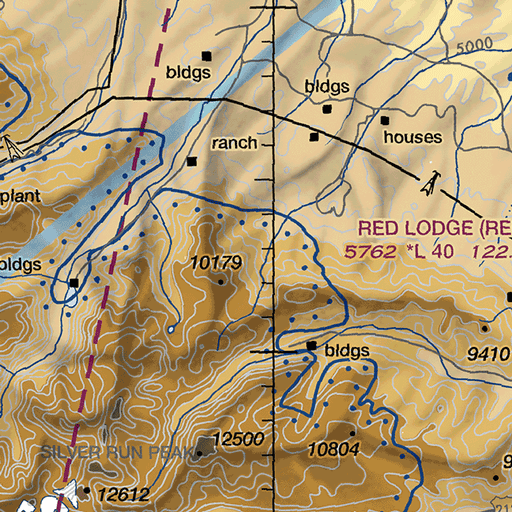 5000
bldgs
bldgs
ranch
houses
plant
RED LODGE (RE
5762 *L 40 122.
bldgs
10179
bldgs
9410
12500
10804
SILVER RUN PEAK
12612
9